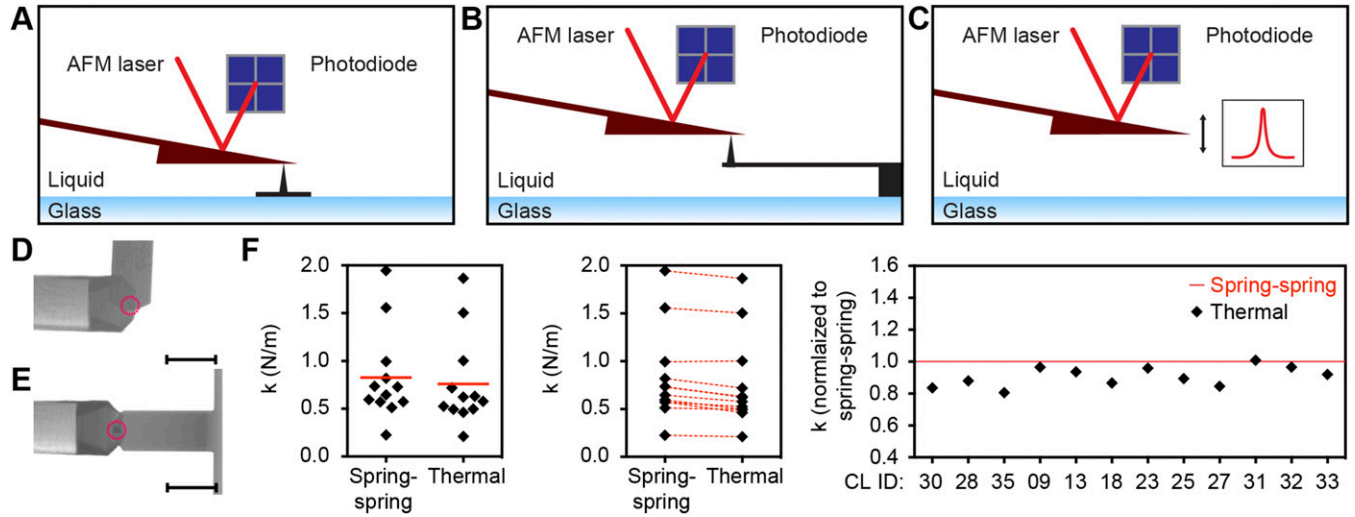 A
AFM laser
Photodiode
Liquid
Glass
B
AFM laser
Photodiode
Liquid
Glass
C
AFM laser
Photodiode
Liquid
Glass
D
E
F
k (N/m)
2.0
1.5
1.0
0.5
0.0
Spring-
spring
Thermal
k (N/m)
2.0
1.5
1.0
0.5
0.0
Spring-
spring
Thermal
k (normlaized to
spring-spring)
1.6
1.4
1.2
1.0
0.8
0.6
0.4
Spring-spring
Thermal
CL ID: 30 28 35 09 13 18 23 25 27 31 32 33